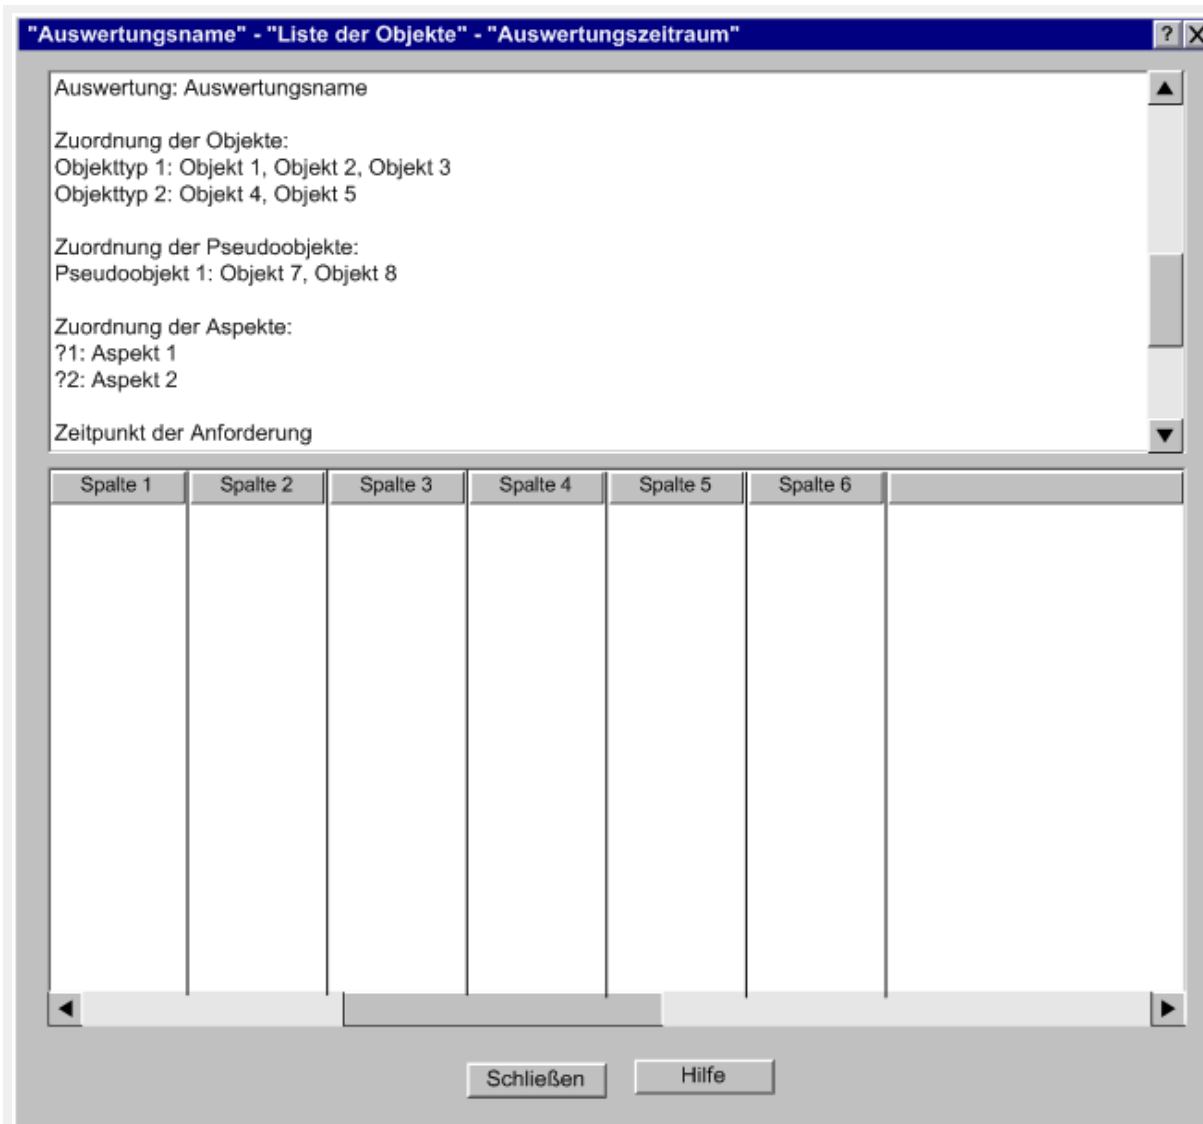 "Auswertungsname" - "Liste der Objekte" - "Auswertungszeitraum"
Auswertung: Auswertungsname
Zuordnung der Objekte:
Objekttyp 1: Objekt 1, Objekt 2, Objekt 3
Objekttyp 2: Objekt 4, Objekt 5
Zuordnung der Pseudoobjekte:
Pseudoobjekt 1: Objekt 7, Objekt 8
Zuordnung der Aspekte:
?1: Aspekt 1
?2: Aspekt 2
Zeitpunkt der Anforderung
Spalte 1 Spalte 2 Spalte 3 Spalte 4 Spalte 5 Spalte 6
Schließen Hilfe